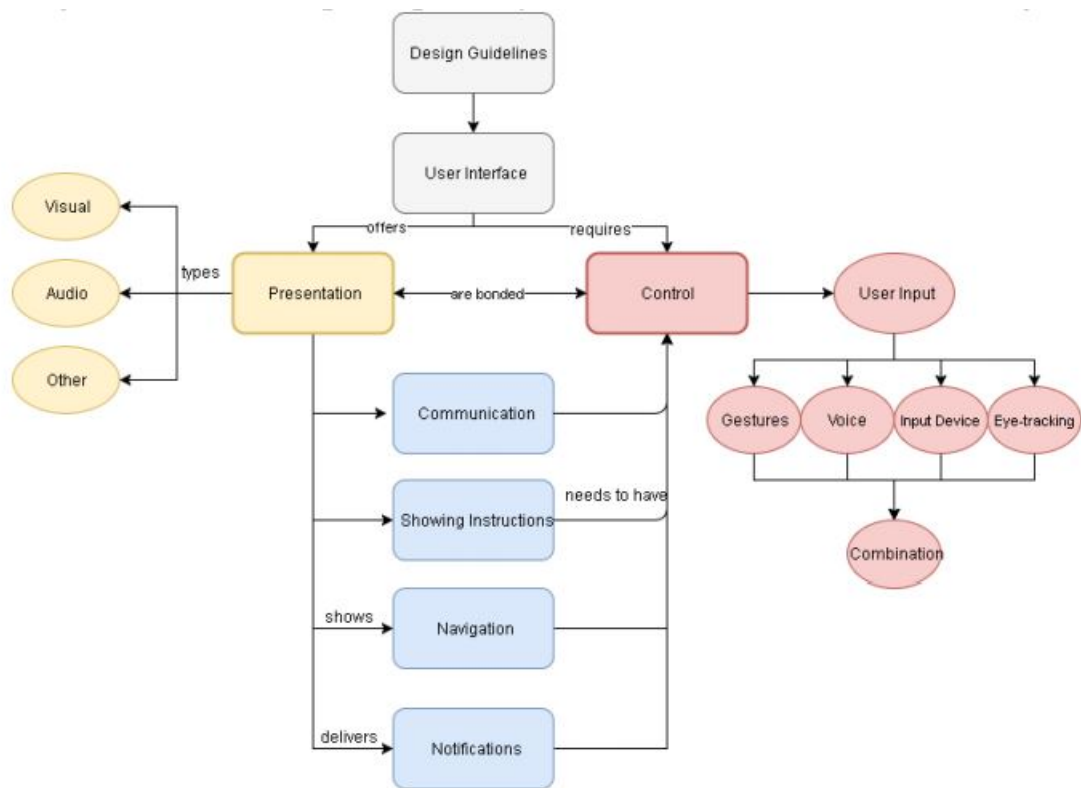 Design Guidelines
User Interface
offers
requires
Visual
types
Audio
Other
Presentation
are bonded
Control
User Input
Gestures
Voice
Input Device
Eye-tracking
Combination
Communication
needs to have
Showing Instructions
shows
Navigation
delivers
Notifications